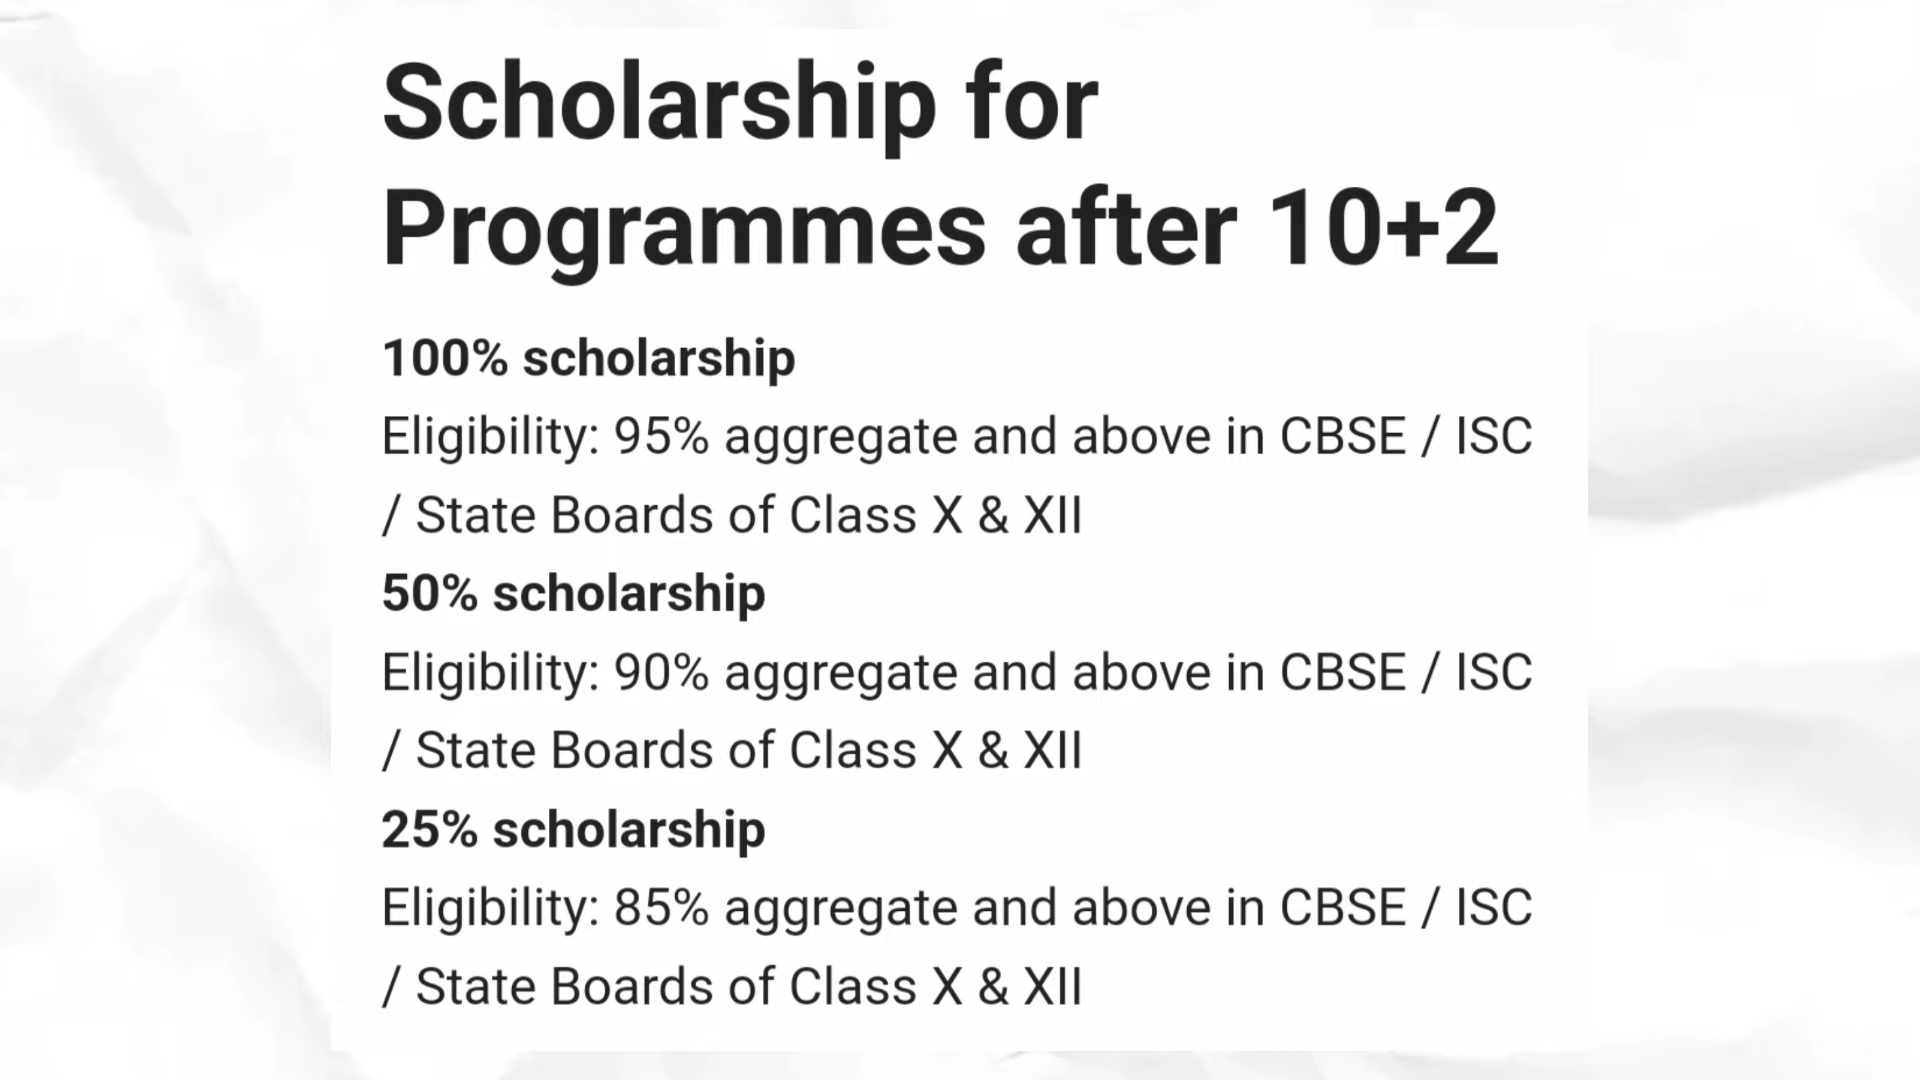 Scholarship for
Programmes after 10+2
100% scholarship
Eligibility: 95% aggregate and above in CBSE / ISC
/ State Boards of Class X & XII
50% scholarship
Eligibility: 90% aggregate and above in CBSE / ISC
/ State Boards of Class X & XII
25% scholarship
Eligibility: 85% aggregate and above in CBSE / ISC
/ State Boards of Class X & XII